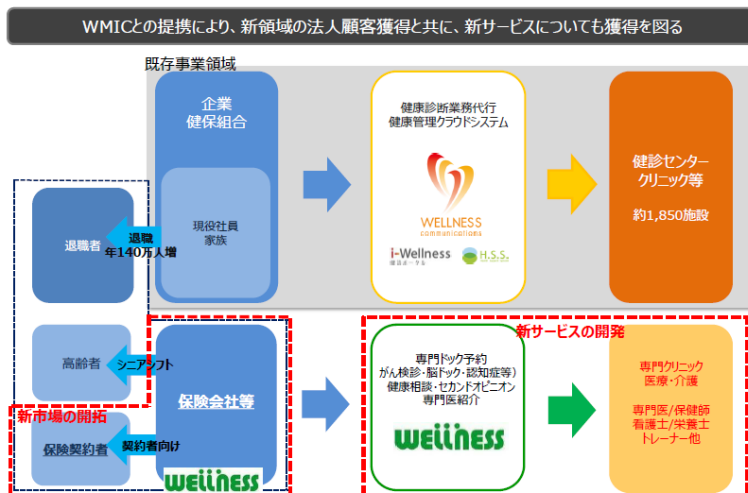 WMICとの提携により、新領域の法人顧客獲得と共に、新サービスについても獲得を図る
既存事業領域
企業
健保組合
現役社員
家族
退職者
退職
年140万人増
健康診断業務代行
健康管理クラウドシステム
WELLNESS
communications
i-Wellness
健診ポータル
H.S.S.
健診センター
クリニック等
約1,850施設
高齢者
シニアシフト
新市場の開拓
保険契約者
契約者向け
保険会社等
wellness
新サービスの開発
専門ドック予約
がん検診・脳ドック・認知症等）
健康相談・セカンドオピニオン
専門医紹介
wellness
専門クリニック
医療・介護
専門医/保健師
看護士/栄養士
トレーナー他